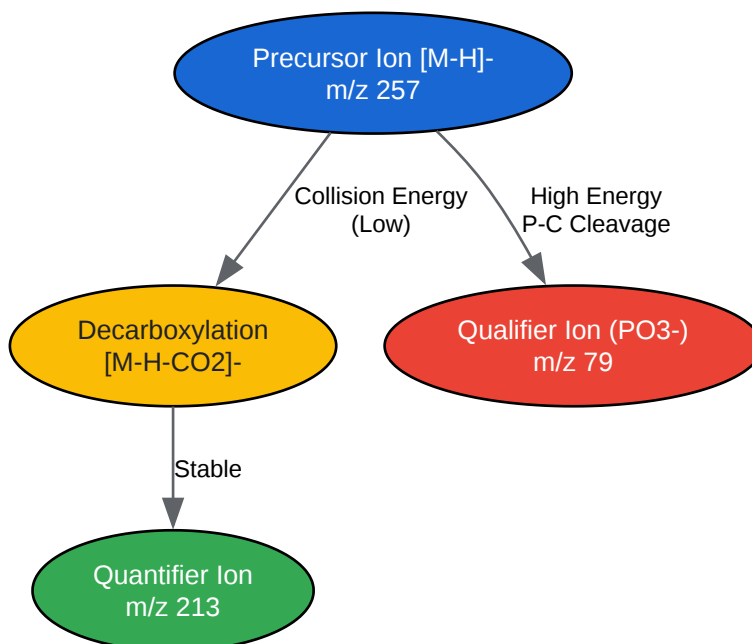 Precursor Ion [M-H]-
m/z 257
Collision Energy
(Low)
High Energy
P-C Cleavage
Decarboxylation
[M-H-CO2]-
Qualifier Ion (PO3-)
m/z 79
Stable
Quantifier Ion
m/z 213